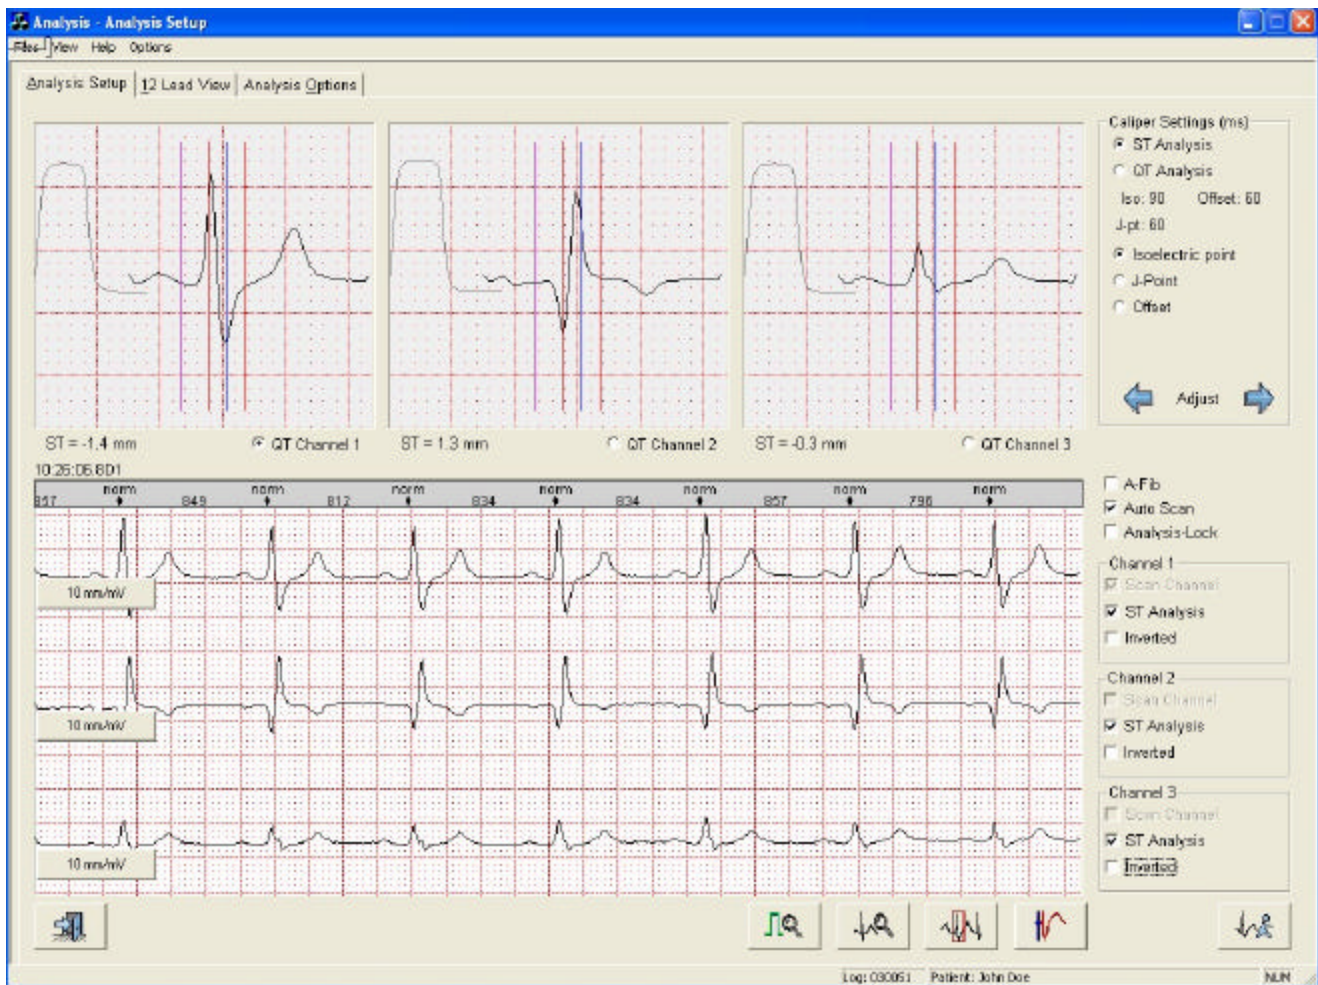 Analysis - Analysis Setup
Files View Help Options
Analysis Setup 12 Lead View Analysis Options
Caliper Settings (ms)
ST Analysis
QT Analysis
Iso: 90 Offset: 60
J-pt: 60
Isoelectric point
J-Point
Offset
Adjust
ST = -1.4 mm QT Channel 1 ST = 1.3 mm QT Channel 2 ST = -0.3 mm QT Channel 3
10:26:06.801
norm norm norm norm norm norm norm
857 849 812 834 834 857 796
10 mm/mV
10 mm/mV
10 mm/mV
A-Fib
Auto Scan
Analysis-Lock
Channel 1
Scan Channel
ST Analysis
Inverted
Channel 2
Scan Channel
ST Analysis
Inverted
Channel 3
Scan Channel
ST Analysis
Inverted
Log: 030051 Patient: John Doe NUM